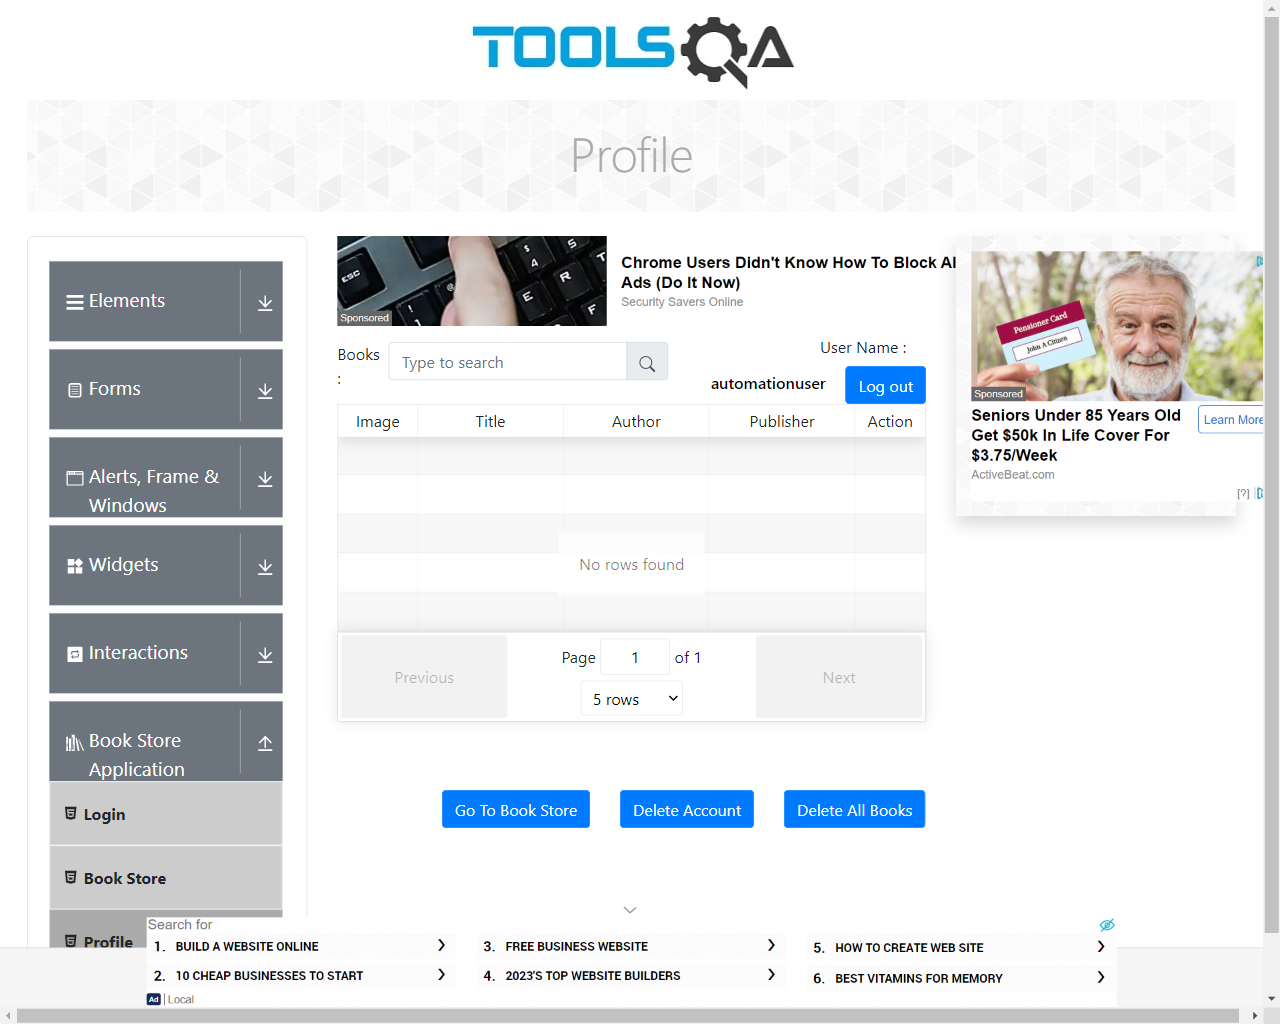 TOOLSQA
Profile
Elements
Forms
Alerts, Frame &
Windows
Widgets
Interactions
Book Store
Application
Login
Book Store
Profile
ESC
$
4
5
R
T
E
F
Sponsored
Chrome Users Didn't Know How To Block Al
Ads (Do It Now)
Security Savers Online
Books
:
Type to search
User Name :
automationuser
Log out
Image
Title
Author
Publisher
Action
No rows found
Previous
Page
1
of 1
5 rows
Next
Go To Book Store
Delete Account
Delete All Books
Pensioner Card
John A Citizen
Sponsored
Seniors Under 85 Years Old
Get $50k In Life Cover For
$3.75/Week
ActiveBeat.com
Learn More
[?]
Search for
1. BUILD A WEBSITE ONLINE
2. 10 CHEAP BUSINESSES TO START
3. FREE BUSINESS WEBSITE
4. 2023'S TOP WEBSITE BUILDERS
5. HOW TO CREATE WEB SITE
6. BEST VITAMINS FOR MEMORY
Ad | Local